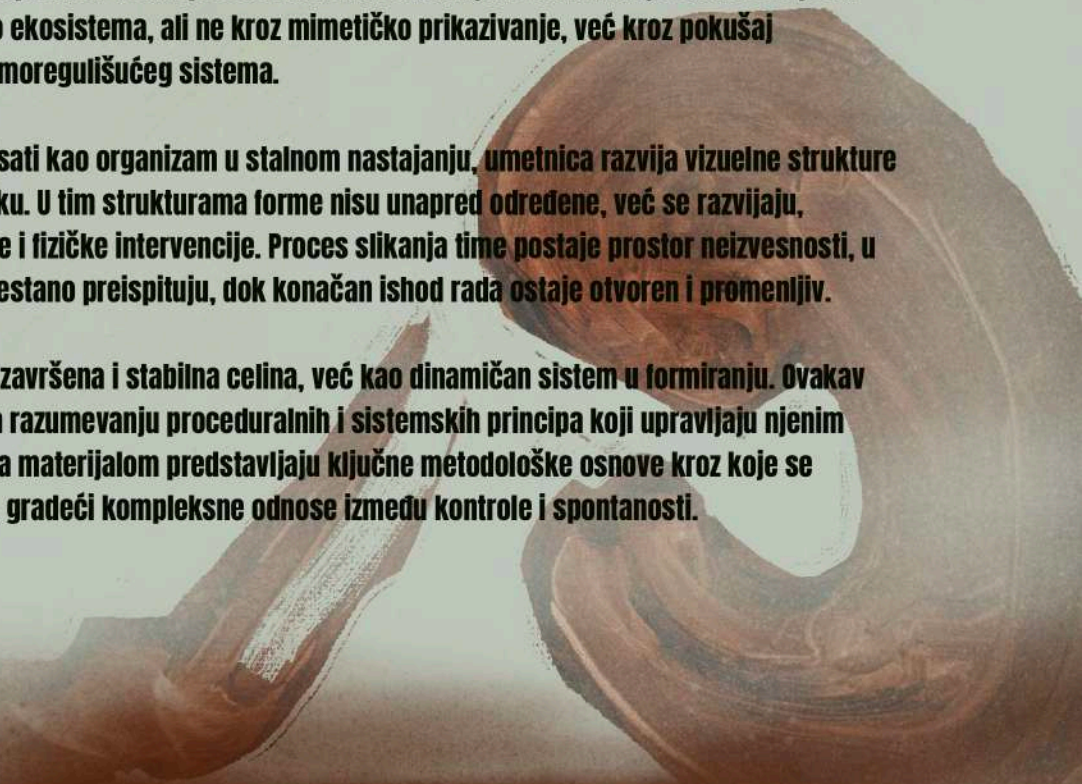 ekosistema, ali ne kroz mimetičko prikazivanje, već kroz pokušaj
moregulišućeg sistema.
sati kao organizam u stalnom nastajanju, umetnica razvija vizuelne strukture
ku. U tim strukturama forme nisu unapred određene, već se razvijaju,
e i fizičke intervencije. Proces slikanja time postaje prostor neizvesnosti, u
estano preispituju, dok konačan ishod rada ostaje otvoren i promenljiv.
završena i stabilna celina, već kao dinamičan sistem u formiranju. Ovakav
razumevanju proceduralnih i sistemskih principa koji upravljaju njenim
a materijalom predstavljaju ključne metodološke osnove kroz koje se
gradeći kompleksne odnose između kontrole i spontanosti.